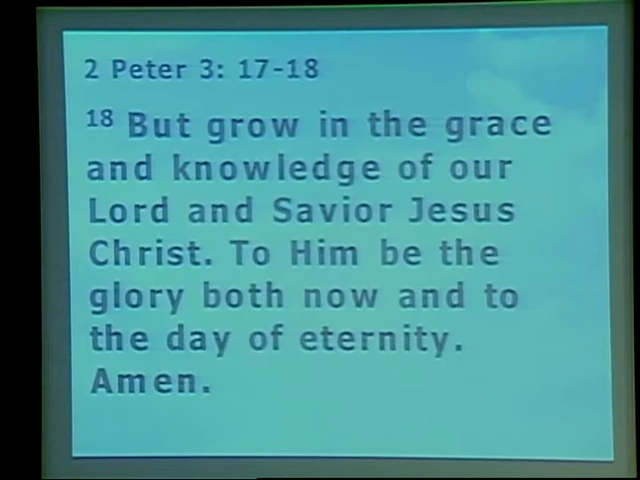 2 Peter 3: 17-18
18 But grow in the grace
and knowledge of our
Lord and Savior Jesus
Christ. To Him be the
glory both now and to
the day of eternity.
Amen.